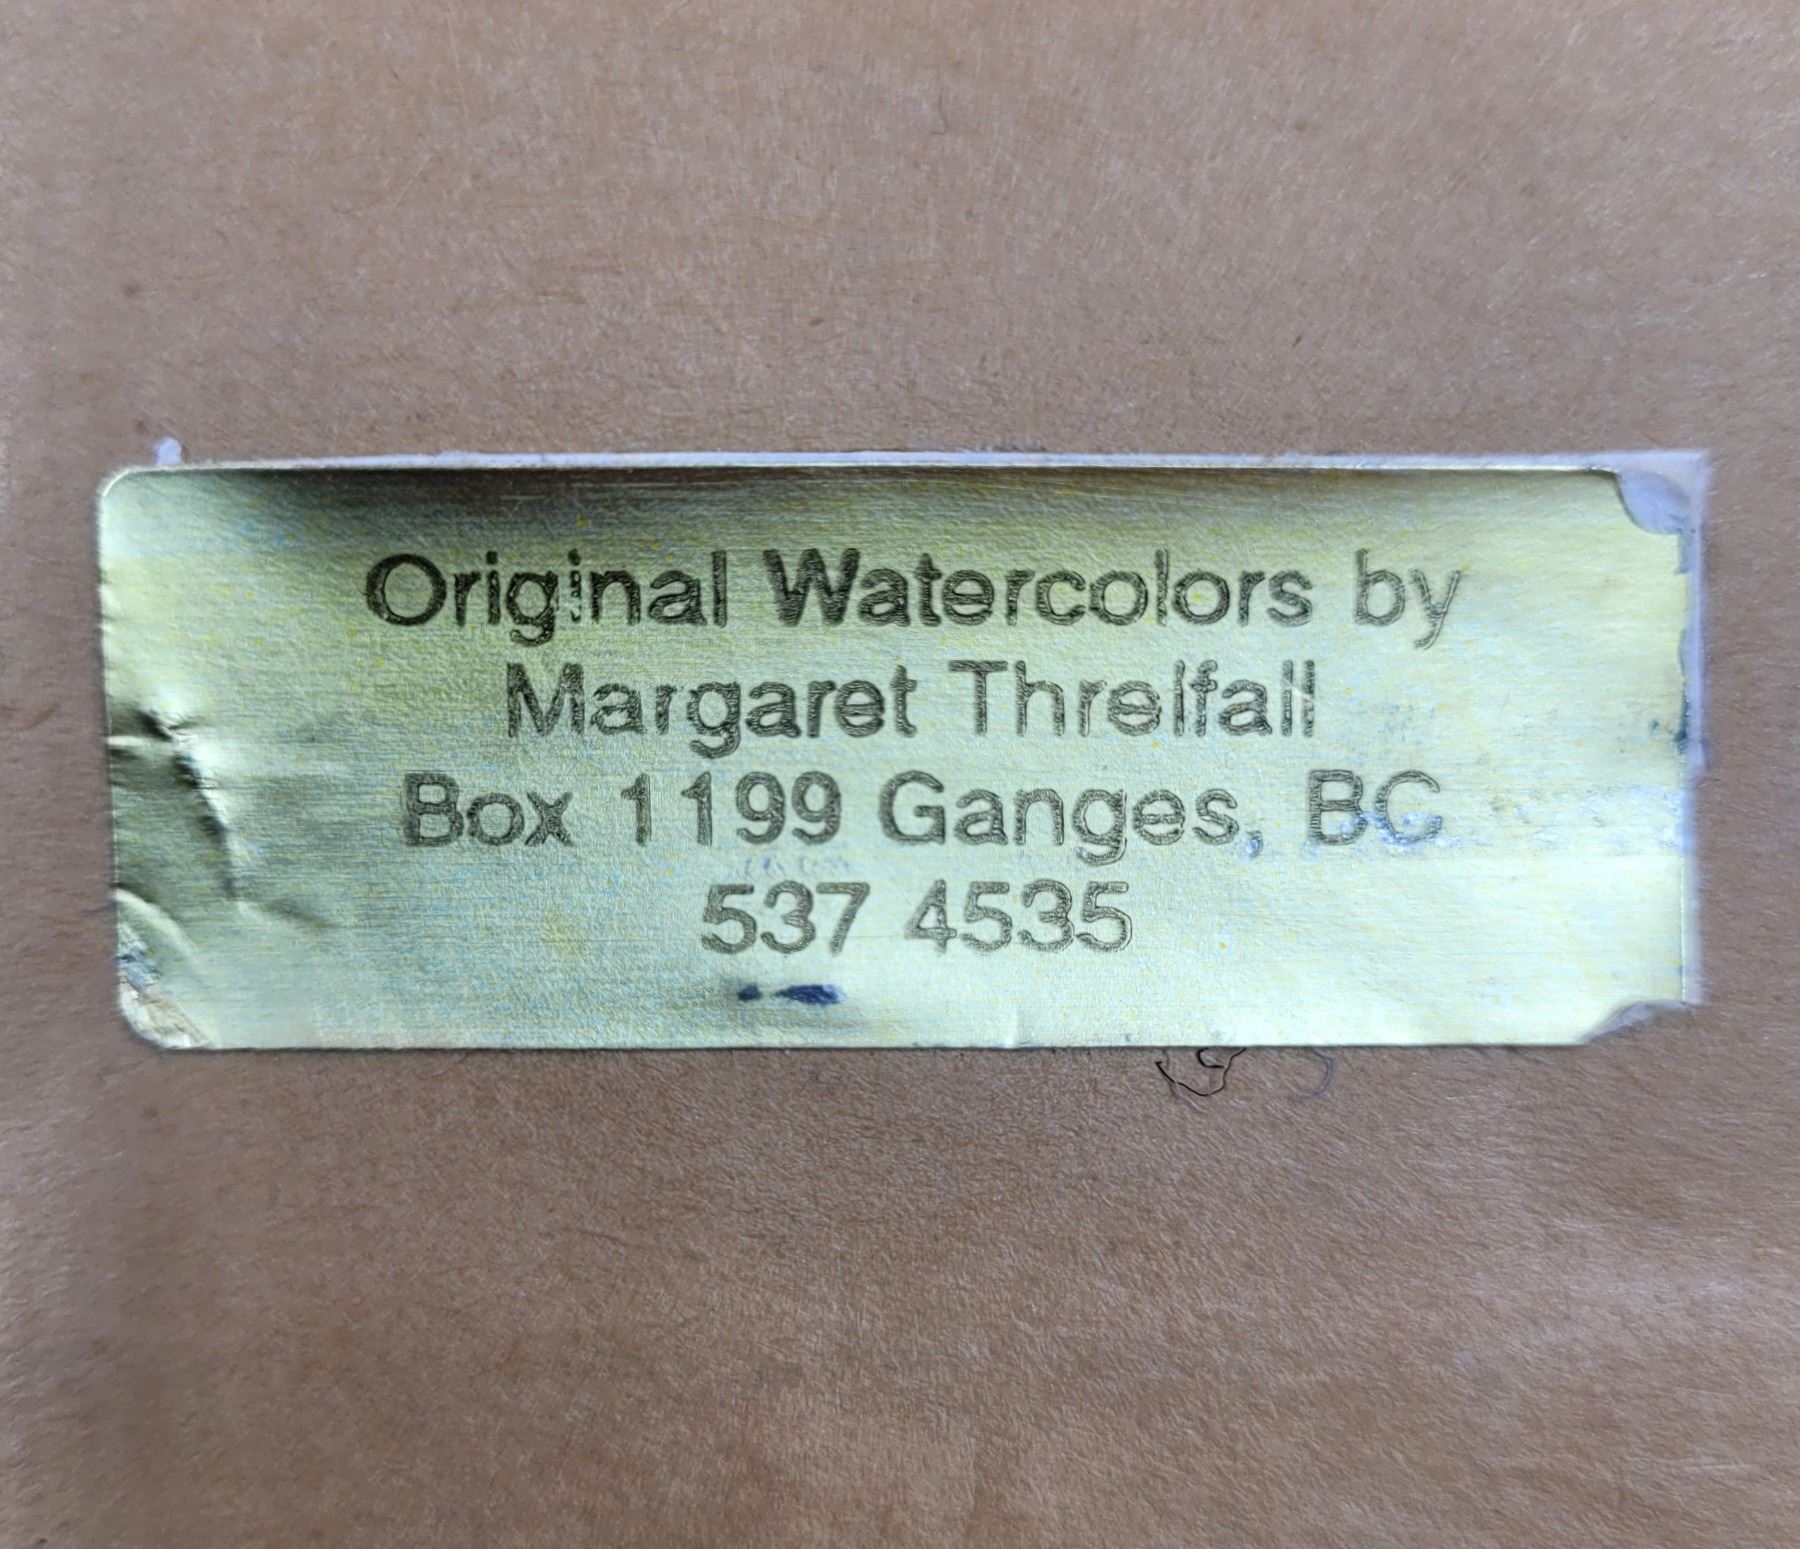 Original Watercolors by
Margaret Threlfall
Box 1199 Ganges, BC
537 4535